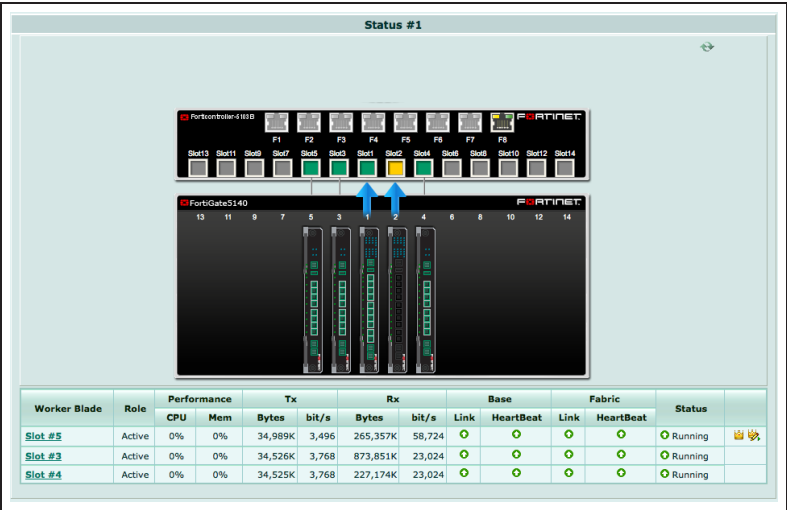 Status #1
Forticontroller-5103B
FORTINET
F1 F2 F3 F4 F5 F6 F7 F8
Slot13 Slot11 Slot9 Slot7 Slot5 Slot3 Slot1 Slot2 Slot4 Slot6 Slot8 Slot10 Slot12 Slot14
FortiGate5140
FORTINET
13 11 9 7 5 3 1 2 4 6 8 10 12 14
Worker Blade Role Performance Tx Rx Base Fabric Status
CPU Mem Bytes bit/s Bytes bit/s Link HeartBeat Link HeartBeat
Slot #5 Active 0% 0% 34,989K 3,496 265,357K 58,724 Running
Slot #3 Active 0% 0% 34,526K 3,768 873,851K 23,024 Running
Slot #4 Active 0% 0% 34,525K 3,768 227,174K 23,024 Running